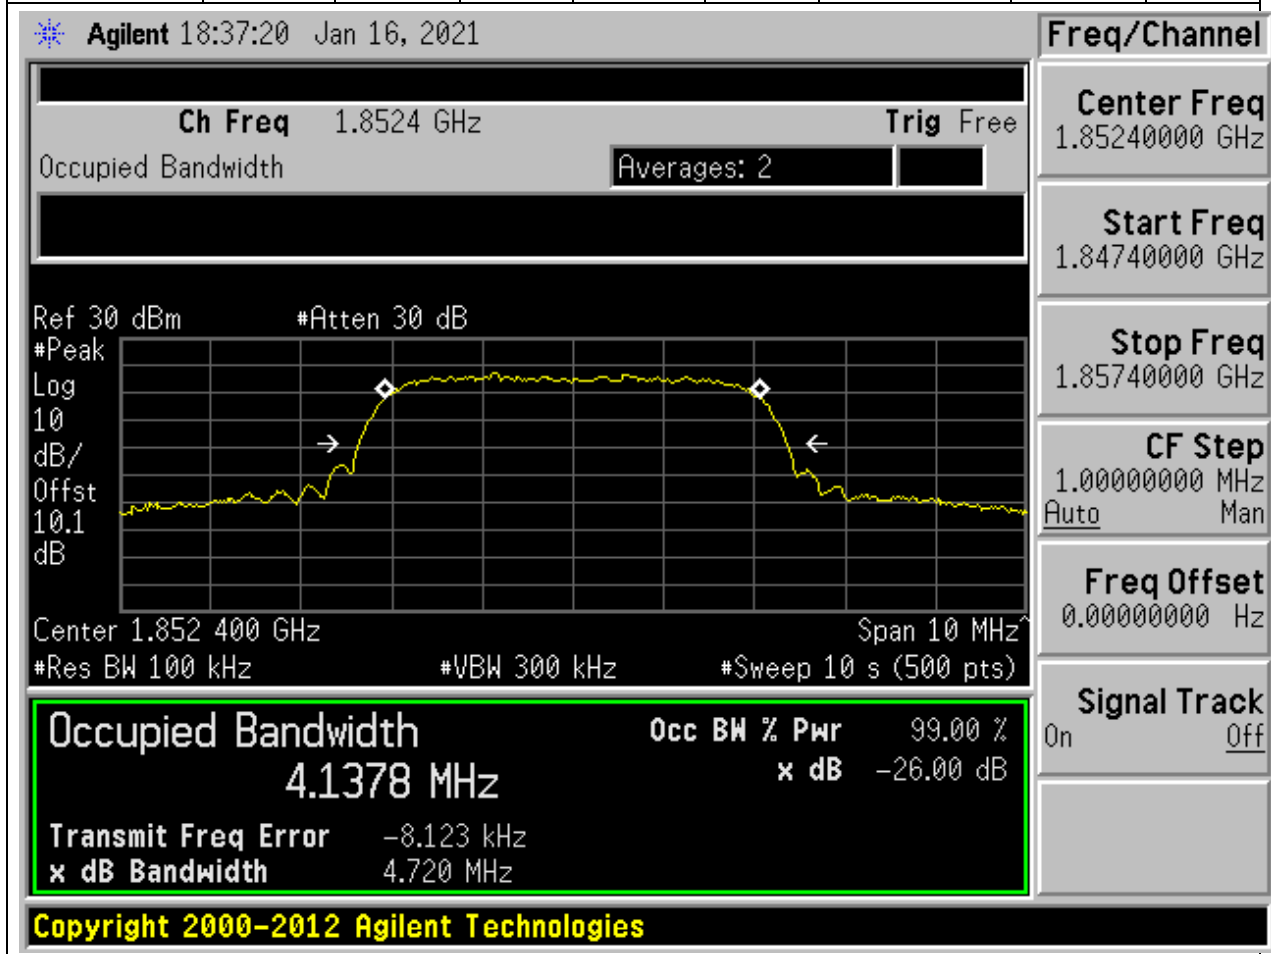 Agilent 18:37:20 Jan 16, 2021
Freq/Channel
Ch Freq 1.8524 GHz Trig Free
Occupied Bandwidth Averages: 2
Center Freq
1.85240000 GHz
Start Freq
1.84740000 GHz
Stop Freq
1.85740000 GHz
CF Step
1.00000000 MHz
Auto Man
Freq Offset
0.00000000 Hz
Signal Track
On Off
Ref 30 dBm #Atten 30 dB
#Peak
Log
10
dB/
Offst
10.1
dB
Center 1.852 400 GHz Span 10 MHz^
#Res BW 100 kHz #VBW 300 kHz #Sweep 10 s (500 pts)
Occupied Bandwidth Occ BW % Pwr 99.00 %
4.1378 MHz x dB -26.00 dB
Transmit Freq Error -8.123 kHz
x dB Bandwidth 4.720 MHz
Copyright 2000-2012 Agilent Technologies